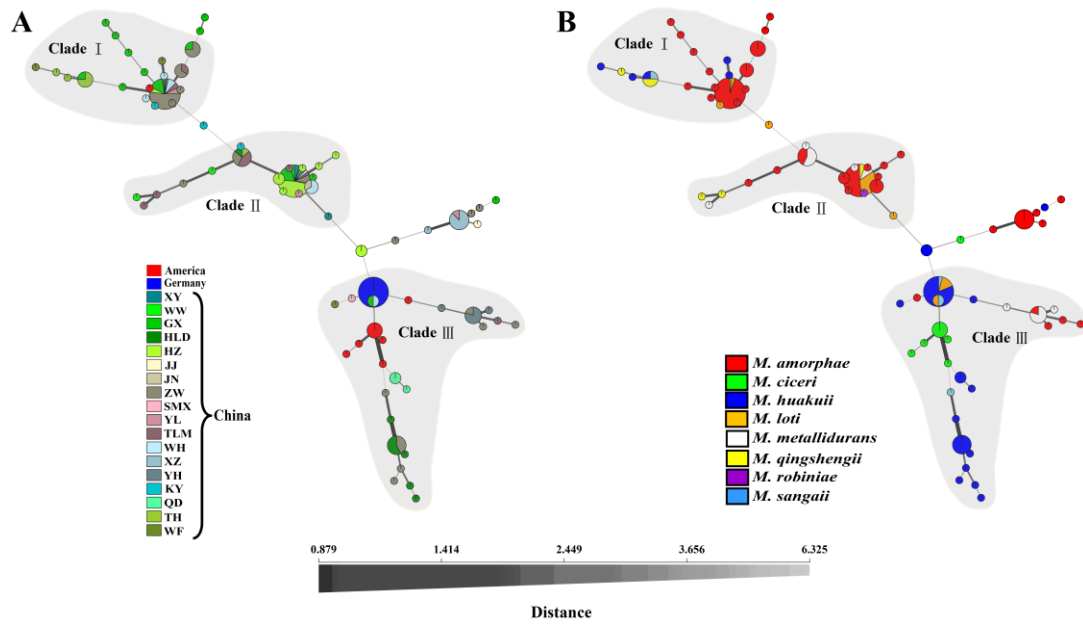 A
Clade Ⅰ
Clade Ⅱ
Clade Ⅲ
America
Germany
XY
WW
GX
HLD
HZ
JJ
JN
ZW
SMX
YL
TLM
WH
XZ
YH
KY
QD
TH
WF
China
B
Clade Ⅰ
Clade Ⅱ
Clade Ⅲ
M. amorphae
M. ciceri
M. huakuii
M. loti
M. metallidurans
M. qingshengii
M. robiniae
M. sangaii
0.879 1.414 2.449 3.656 6.325
Distance